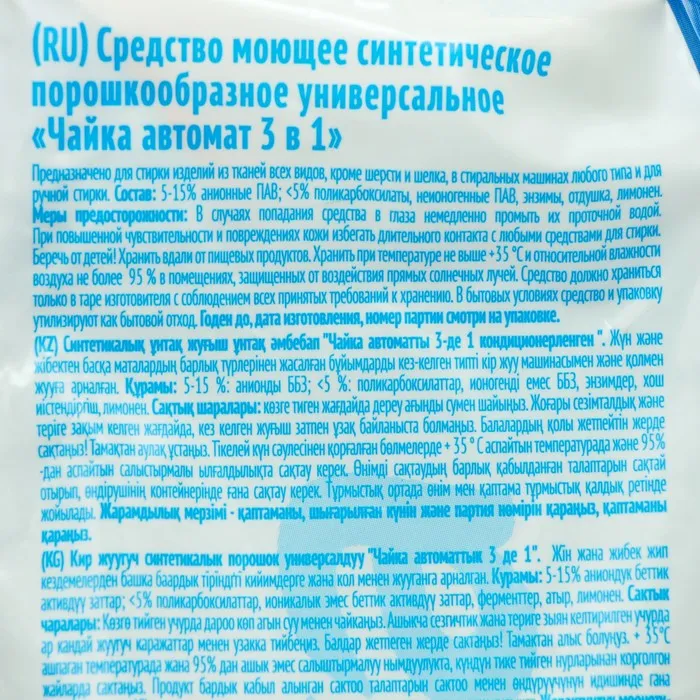 (RU) Средство моющее синтетическое
порошкообразное универсальное
«Чайка автомат 3 в 1»
Предназначено для стирки изделий из тканей всех видов, кроме шерсти и шелка, в стиральных машинах любого типа и для
ручной стирки. Состав: 5-15% анионные ПАВ; <5% поликарбоксилаты, неионогенные ПАВ, энзимы, отдушка, лимонен.
Меры предосторожности: В случаях попадания средства в глаза немедленно промыть их проточной водой.
При повышенной чувствительности и повреждениях кожи избегать длительного контакта с любыми средствами для стирки.
Беречь от детей! Хранить вдали от пищевых продуктов. Хранить при температуре не выше +35 °С и относительной влажности
воздуха не более 95 % в помещениях, защищенных от воздействия прямых солнечных лучей. Средство должно храниться
только в таре изготовителя с соблюдением всех принятых требований к хранению. В бытовых условиях средство и упаковку
утилизируют как бытовой отход. Годен до, дата изготовления, номер партии смотри на упаковке.
(KZ) Синтетикалық ұнтақ жуғыш ұнтақ әмбебап "Чайка автоматты 3-де 1 кондиционерленген". Жүн және
жібектен басқа маталардың барлық түрлерінен жасалған бұйымдарды кез-келген типті кір жуу машинасымен және қолмен
жууға арналған. Құрамы: 5-15 %: анионды ББЗ; <5 %: поликарбоксилаттар, ионогенді емес ББЗ, энзимдер, хош
иістендіргіш, лимонен. Сақтық шаралары: көзге тиген жағдайда дереу ағынды сумен шайыңыз. Жоғары сезімталдық және
теріге зақым келген жағдайда, кез келген жуғыш затпен ұзақ байланыста болмаңыз. Балалардың қолы жетпейтін жерде
сақтаңыз! Тамақтан аулақ ұстаңыз. Тікелей күн сәулесінен қорғалған бөлмелерде + 35 ° С аспайтын температурада және 95%
-дан аспайтын салыстырмалы ылғалдылықта сақтау керек. Өнімді сақтаудың барлық қабылданған талаптарын сақтай
отырып, өндірушінің контейнерінде ғана сақтау керек. Тұрмыстық ортада өнім мен қаптама тұрмыстық қалдық ретінде
жойылады. Жарамдылық мерзімі - қаптаманы, шығарылған күнін және партия нөмірін қараңыз, қаптаманы
қараңыз.
(KG) Кир жуугуч синтетикалык порошок универсалдуу "Чайка автоматтык 3 де 1". Жүн жана жибек жип
кездемелерден башка баардык тиріндгі кийимдерге жана кол менен жууганга арналган. Курамы: 5-15% аниондук беттик
активдүү заттар; <5% поликарбоксилаттар, ионикалык эмес беттик активдүү заттар, ферменттер, атыр, лимонен. Сактык
чаралары: Көзгө тийген учурда дароо көп агын суу менен чайкаңыз. Ашыкча сезгичтик жана териге зыян келтирилген учурда
ар кандай жуугуч каражаттар менен узакка тийбеңиз. Балдар жетпеген жерде сактаңыз! Тамактан алыс болуңуз. + 35°С
ашпаган температурада жана 95% дан ашык эмес салыштырмалуу нымдуулукта, күндүн тике тийген нурларынан корголгон
жайларда сактаңыз. Продукт бардык кабыл алынган сактоо талаптарын сактоо менен өндүрүүчүнүн идишинде гана